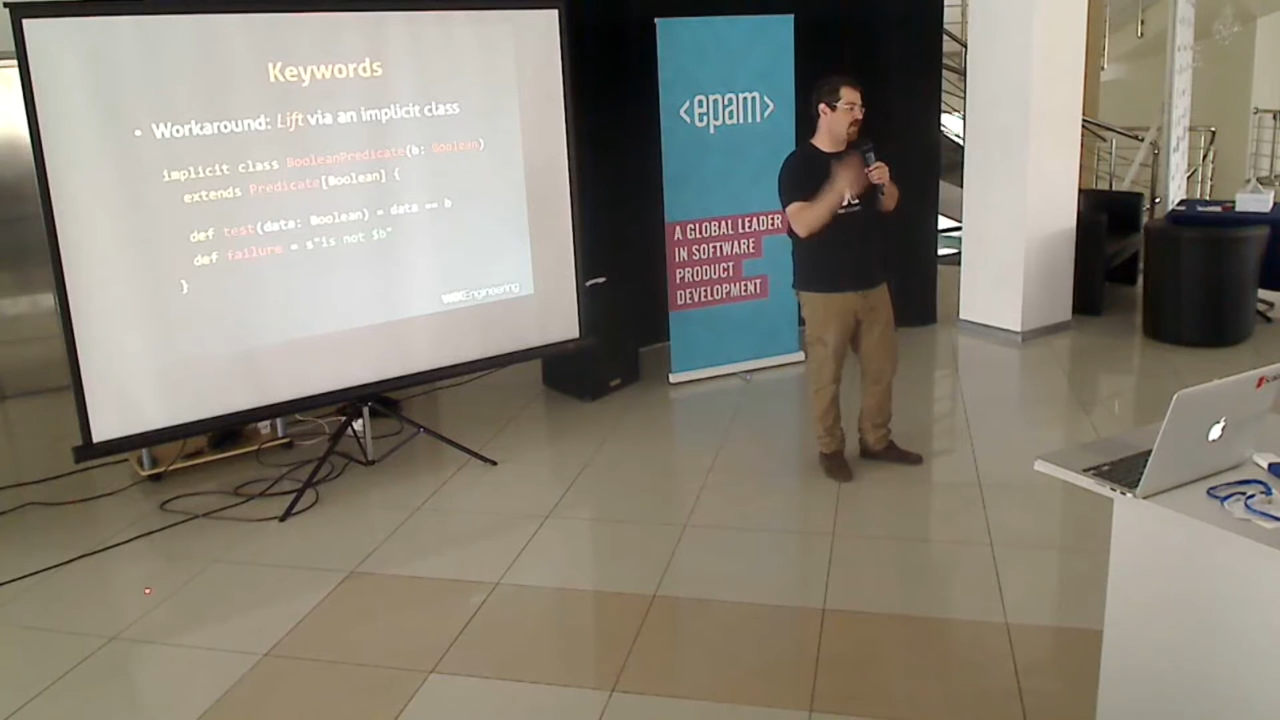 Keywords
• Workaround: Lift via an implicit class
implicit class BooleanPredicate(b: Boolean)
extends Predicate[Boolean] {
def test(data: Boolean) = data == b
def failure = s"is not $b"
}
WIXEngineering
<epam>
A GLOBAL LEADER
IN SOFTWARE
PRODUCT
DEVELOPMENT